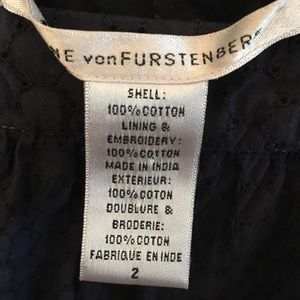 NE vonFURSTENBERG
SHELL:
100% COTTON
LINING &
EMBROIDERY:
100% COTTON
MADE IN INDIA
EXTERIEUR:
100% COTON
DOUBLURE &
BRODERIE:
100% COTON
FABRIQUE EN INDE
2